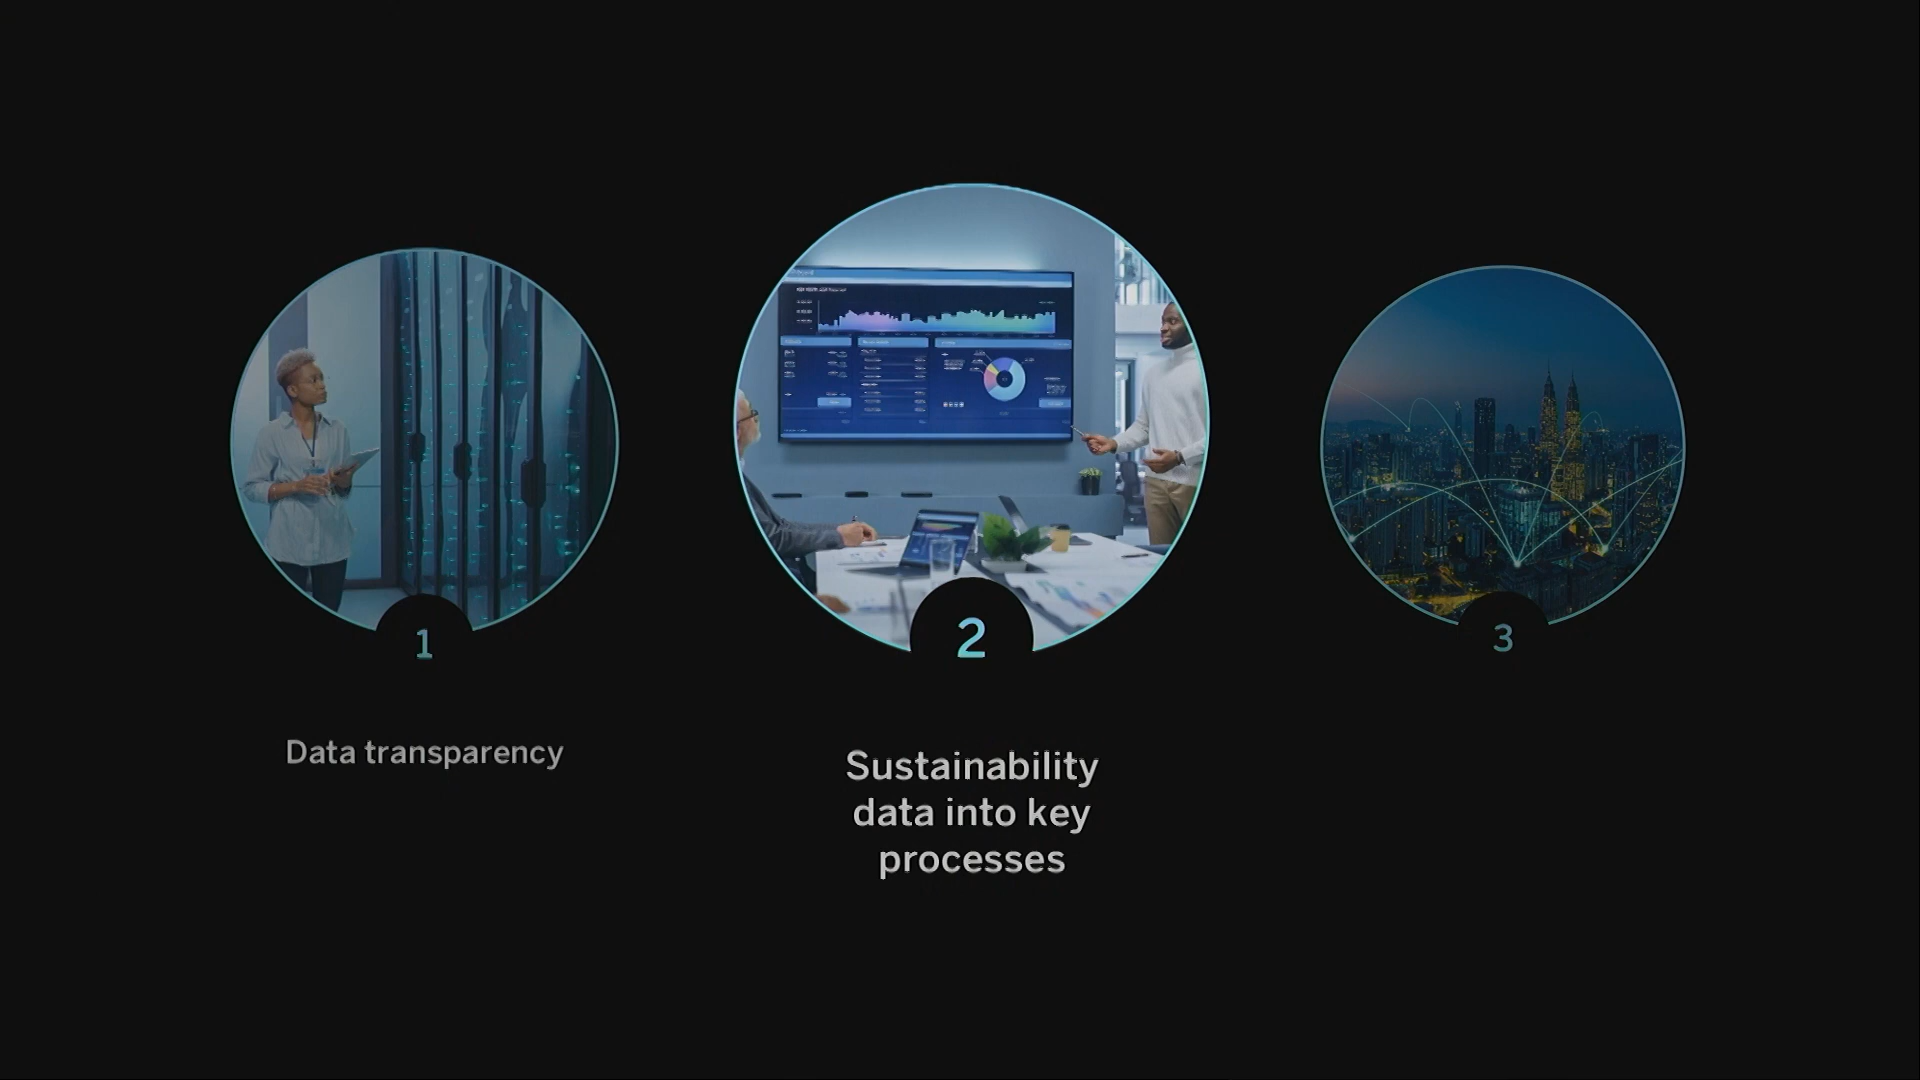 1
2
3
Data transparency
Sustainability
data into key
processes